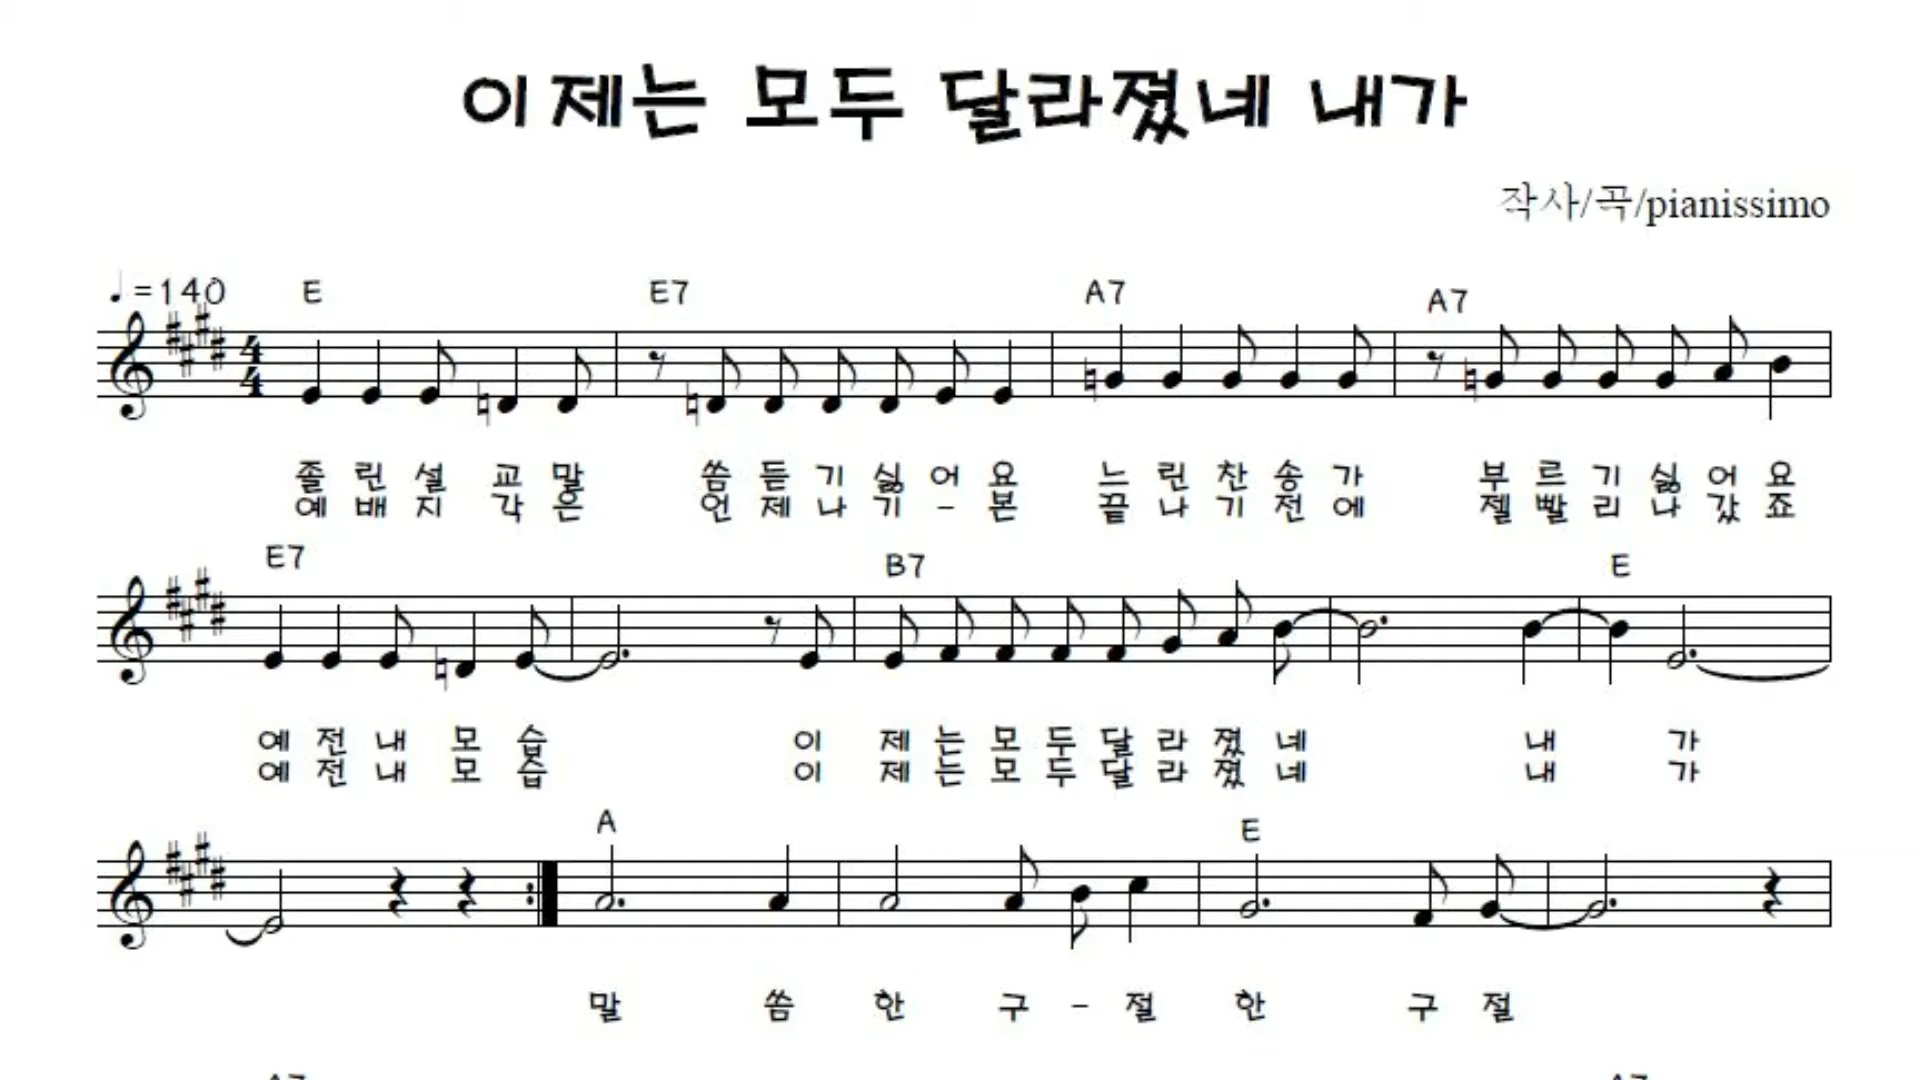 이제는 모두 달라졌네 내가
작사/곡/pianissimo
♩=140 E E7 A7 A7
4/4
졸 린 설 교 말 씀 듣 기 싫 어 요 느 린 찬 송 가 부 르 기 싫 어 요
예 배 지 각 은 언 제 나 기 - 본 끝 나 기 전 에 젤 빨 리 나 갔 죠
E7 B7 E
예 전 내 모 습 이 제 는 모 두 달 라 졌 네 내 가
예 전 내 모 습 이 제 는 모 두 달 라 졌 네 내 가
A E
말 씀 한 구 - 절 한 구 절